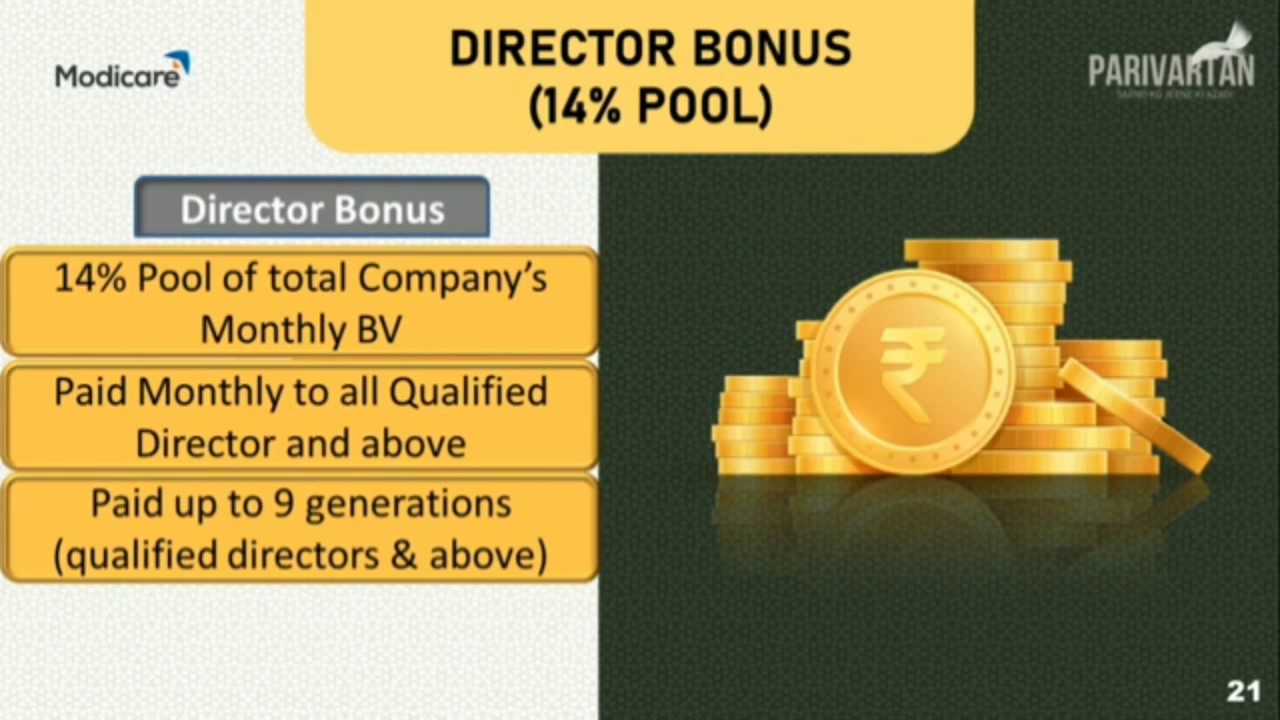 Modicare
DIRECTOR BONUS
(14% POOL)
PARIVARTAN
Director Bonus
14% Pool of total Company's
Monthly BV
Paid Monthly to all Qualified
Director and above
Paid up to 9 generations
(qualified directors & above)
₹
21